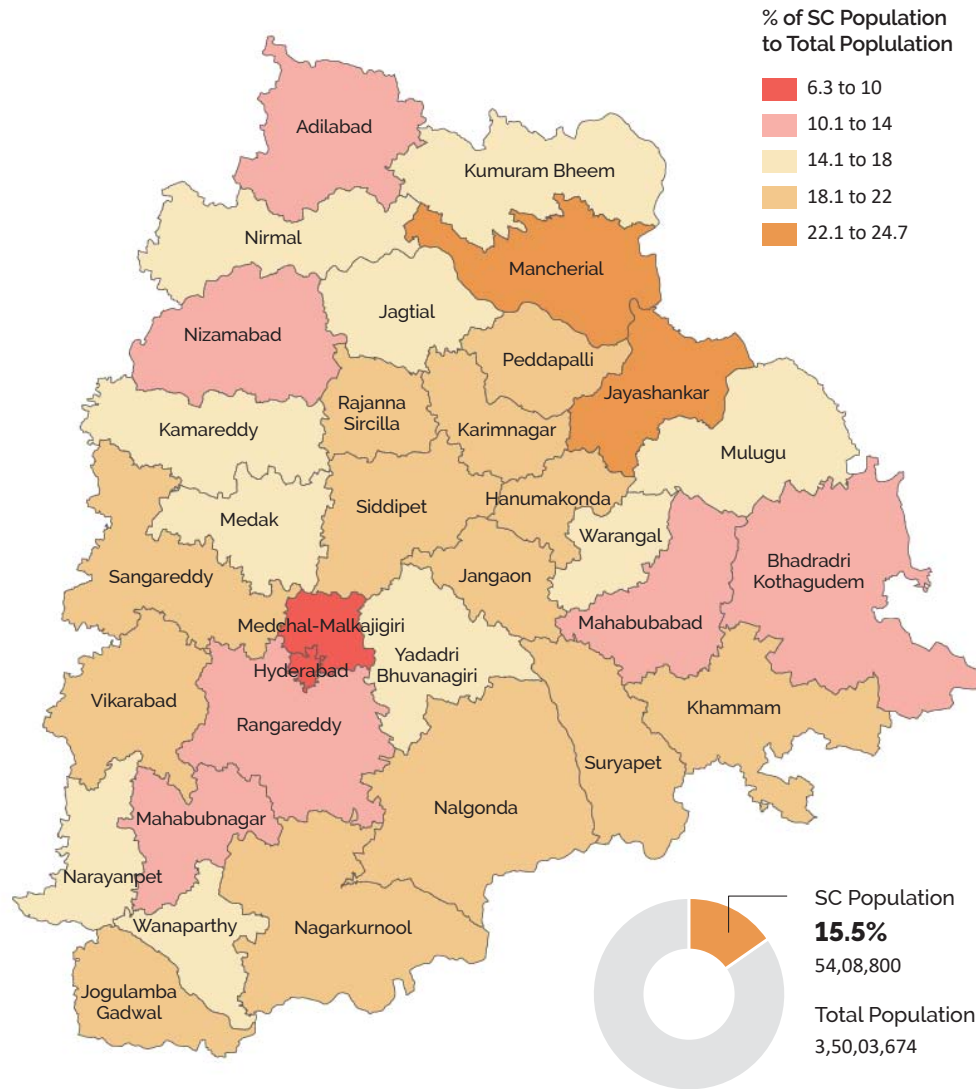 % of SC Population
to Total Poplulation
6.3 to 10
10.1 to 14
14.1 to 18
18.1 to 22
22.1 to 24.7
Adilabad
Kumuram Bheem
Nirmal
Mancherial
Jagtial
Nizamabad
Peddapalli
Jayashankar
Rajanna
Sircilla
Karimnagar
Kamareddy
Mulugu
Siddipet
Hanumakonda
Medak
Warangal
Bhadradri
Kothagudem
Sangareddy
Jangaon
Mahabubabad
Medchal-Malkajigiri
Yadadri
Bhuvanagiri
Hyderabad
Vikarabad
Rangareddy
Khammam
Suryapet
Nalgonda
Mahabubnagar
Narayanpet
Wanaparthy
Nagarkurnool
Jogulamba
Gadwal
SC Population
15.5%
54,08,800
Total Population
3,50,03,674